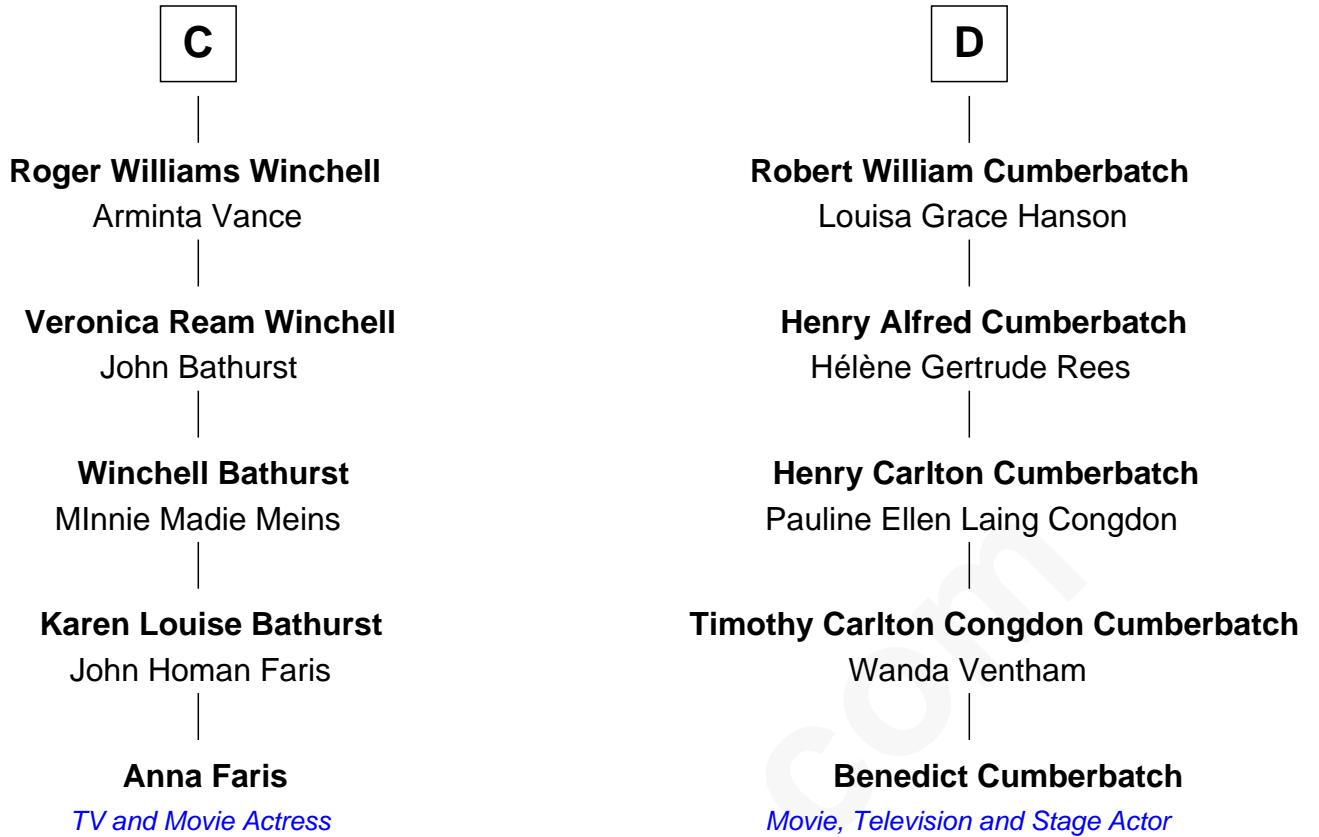 C
Roger Williams Winchell
Arminta Vance
Veronica Ream Winchell
John Bathurst
Winchell Bathurst
MInnie Madie Meins
Karen Louise Bathurst
John Homan Faris
Anna Faris
TV and Movie Actress
D
Robert William Cumberbatch
Louisa Grace Hanson
Henry Alfred Cumberbatch
Hélène Gertrude Rees
Henry Carlton Cumberbatch
Pauline Ellen Laing Congdon
Timothy Carlton Congdon Cumberbatch
Wanda Ventham
Benedict Cumberbatch
Movie, Television and Stage Actor
com